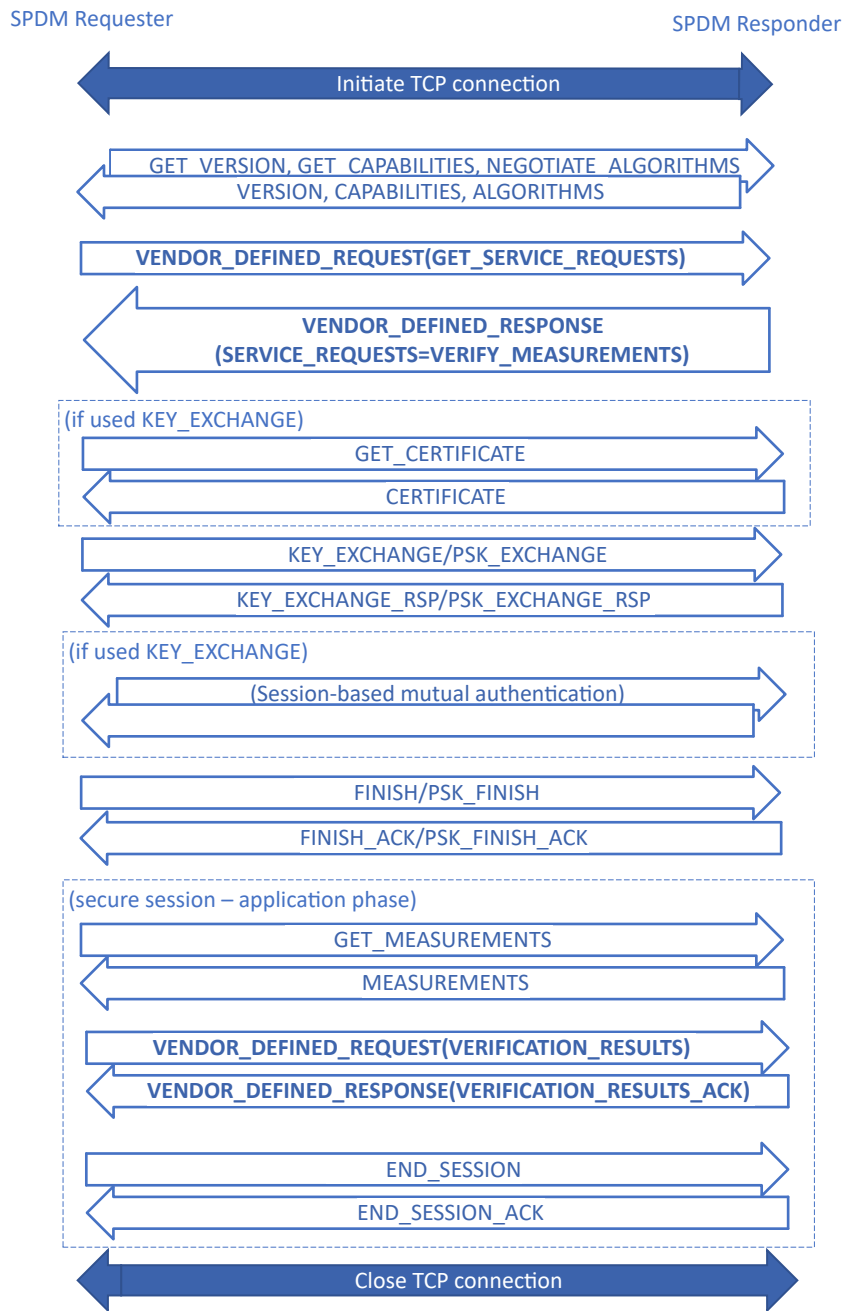 SPDM Requester
SPDM Responder
Initiate TCP connection
GET_VERSION, GET_CAPABILITIES, NEGOTIATE_ALGORITHMS
VERSION, CAPABILITIES, ALGORITHMS
VENDOR_DEFINED_REQUEST(GET_SERVICE_REQUESTS)
VENDOR_DEFINED_RESPONSE
(SERVICE_REQUESTS=VERIFY_MEASUREMENTS)
(if used KEY_EXCHANGE)
GET_CERTIFICATE
CERTIFICATE
KEY_EXCHANGE/PSK_EXCHANGE
KEY_EXCHANGE_RSP/PSK_EXCHANGE_RSP
(if used KEY_EXCHANGE)
(Session-based mutual authentication)
FINISH/PSK_FINISH
FINISH_ACK/PSK_FINISH_ACK
(secure session – application phase)
GET_MEASUREMENTS
MEASUREMENTS
VENDOR_DEFINED_REQUEST(VERIFICATION_RESULTS)
VENDOR_DEFINED_RESPONSE(VERIFICATION_RESULTS_ACK)
END_SESSION
END_SESSION_ACK
Close TCP connection